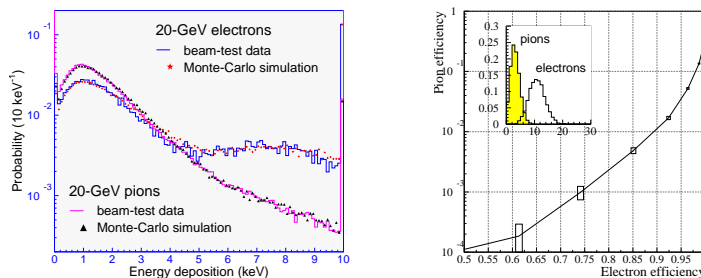 20-GeV electrons
beam-test data
Monte-Carlo simulation
20-GeV pions
beam-test data
Monte-Carlo simulation
Probability (10 keV⁻¹)
10⁻¹
10⁻²
10⁻³
0 1 2 3 4 5 6 7 8 9 10
Energy deposition (keV)
Pion efficiency
1
10⁻¹
10⁻²
10⁻³
10⁻⁴
pions
electrons
0.3
0.25
0.2
0.15
0.1
0.05
0
0 10 20 30
0.5 0.55 0.6 0.65 0.7 0.75 0.8 0.85 0.9 0.95
Electron efficiency